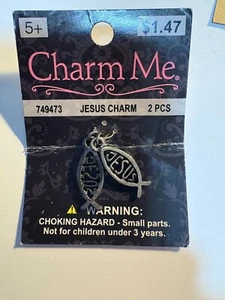 5+
$1.47
Charm Me®
749473 JESUS CHARM 2 PCS
JESUS
JESUS
⚠ WARNING:
CHOKING HAZARD - Small parts.
Not for children under 3 years.